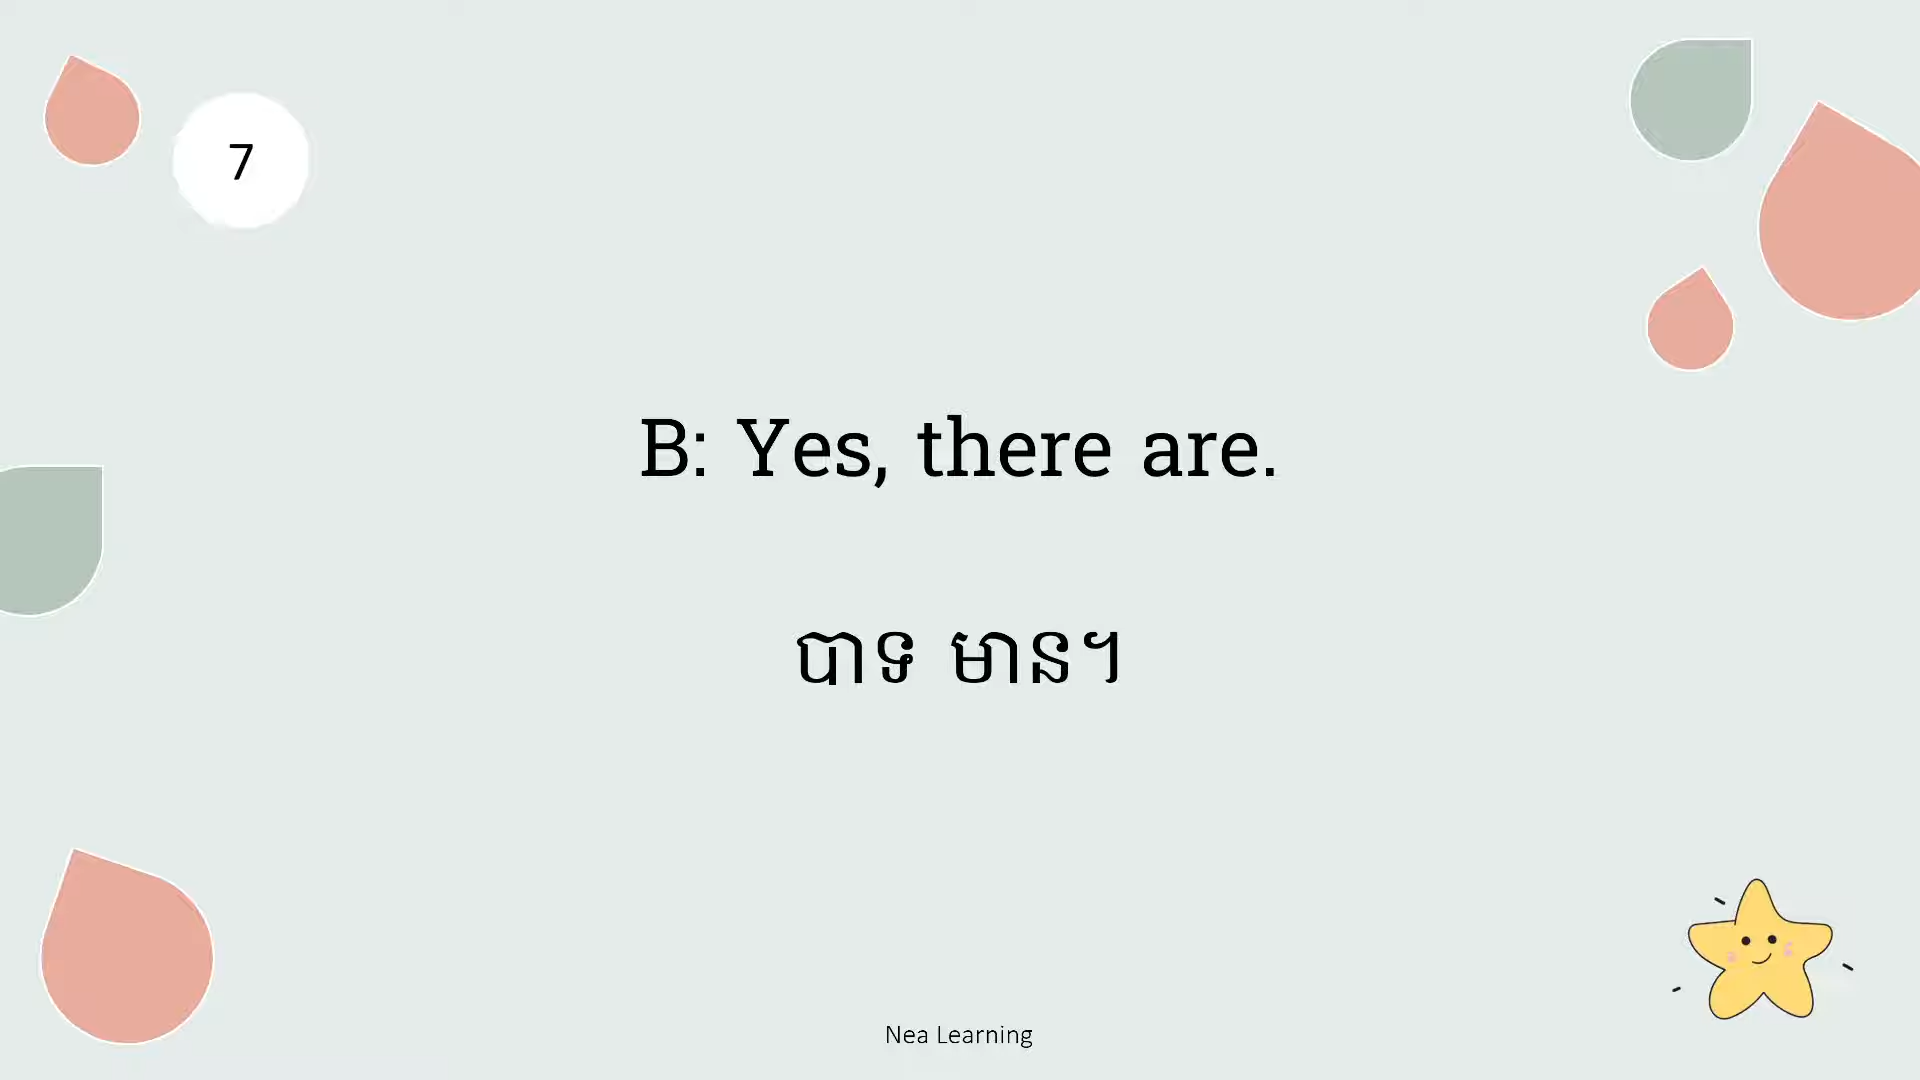 7
B: Yes, there are.
បាទ មាន។
Nea Learning